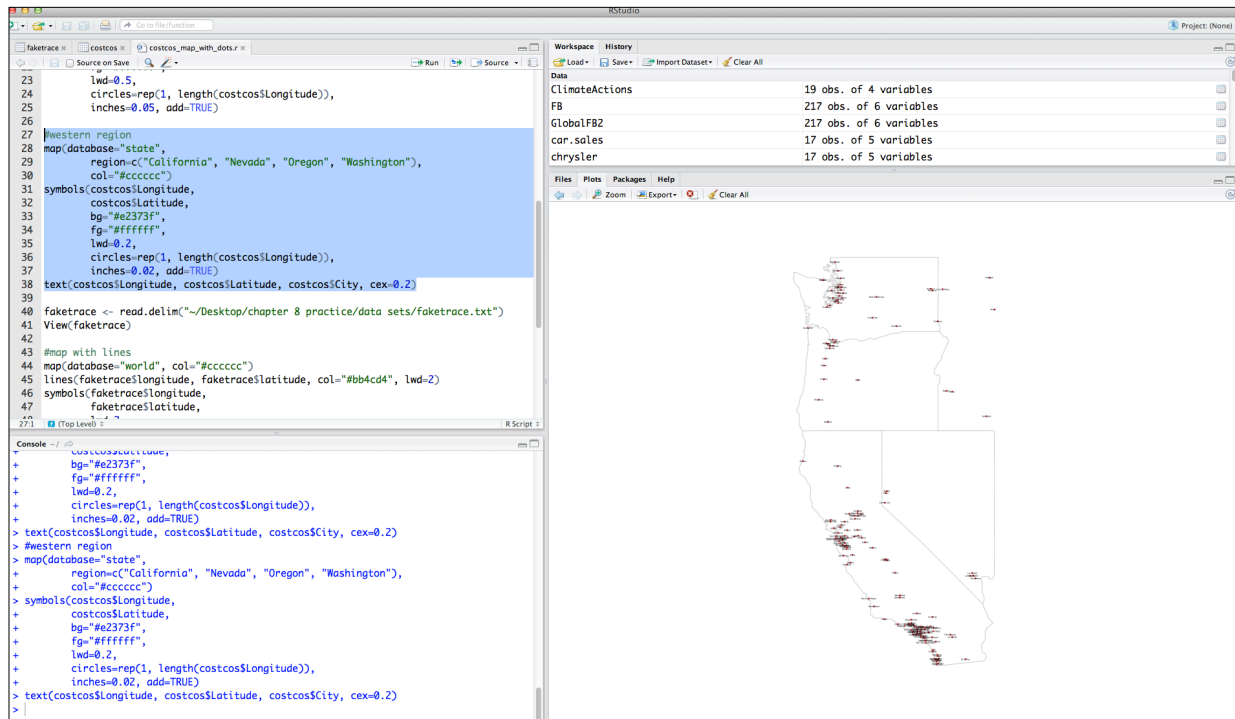 RStudio
Go to file/function
Project: (None)
faketrace × costcos × costcos_map_with_dots.r ×
Source on Save Run Source
23 lwd=0.5,
24 circles=rep(1, length(costcos$Longitude)),
25 inches=0.05, add=TRUE)
26
27 #western region
28 map(database="state",
29 region=c("California", "Nevada", "Oregon", "Washington"),
30 col="#cccccc")
31 symbols(costcos$Longitude,
32 costcos$Latitude,
33 bg="#e2373f",
34 fg="#ffffff",
35 lwd=0.2,
36 circles=rep(1, length(costcos$Longitude)),
37 inches=0.02, add=TRUE)
38 text(costcos$Longitude, costcos$Latitude, costcos$City, cex=0.2)
39
40 faketrace <- read.delim("~/Desktop/chapter 8 practice/data sets/faketrace.txt")
41 View(faketrace)
42
43 #map with lines
44 map(database="world", col="#cccccc")
45 lines(faketrace$longitude, faketrace$latitude, col="#bb4cd4", lwd=2)
46 symbols(faketrace$longitude,
47 faketrace$latitude,
27:1 (Top Level) R Script
Console ~/
+ costcos$Latitude,
+ bg="#e2373f",
+ fg="#ffffff",
+ lwd=0.2,
+ circles=rep(1, length(costcos$Longitude)),
+ inches=0.02, add=TRUE)
> text(costcos$Longitude, costcos$Latitude, costcos$City, cex=0.2)
> #western region
> map(database="state",
+ region=c("California", "Nevada", "Oregon", "Washington"),
+ col="#cccccc")
> symbols(costcos$Longitude,
+ costcos$Latitude,
+ bg="#e2373f",
+ fg="#ffffff",
+ lwd=0.2,
+ circles=rep(1, length(costcos$Longitude)),
+ inches=0.02, add=TRUE)
> text(costcos$Longitude, costcos$Latitude, costcos$City, cex=0.2)
>
Workspace History
Load Save Import Dataset Clear All
Data
ClimateActions 19 obs. of 4 variables
FB 217 obs. of 6 variables
GlobalFB2 217 obs. of 6 variables
car.sales 17 obs. of 5 variables
chrysler 17 obs. of 5 variables
Files Plots Packages Help
Zoom Export Clear All